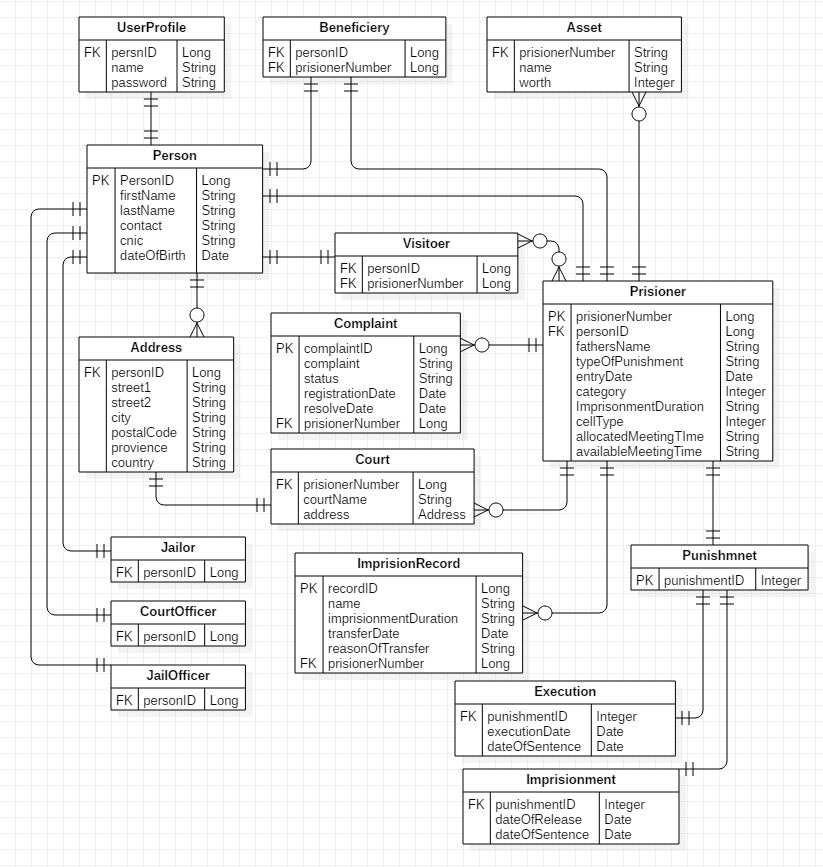 UserProfile
FK persnID Long
name String
password String
Beneficiery
FK personID Long
FK prisionerNumber Long
Asset
FK prisionerNumber String
name String
worth Integer
Person
PK PersonID Long
firstName String
lastName String
contact String
cnic String
dateOfBirth Date
Visitoer
FK personID Long
FK prisionerNumber Long
Prisioner
PK prisionerNumber Long
FK personID Long
fathersName String
typeOfPunishment String
entryDate Date
category Integer
ImprisonmentDuration String
cellType Integer
allocatedMeetingTIme String
availableMeetingTime String
Complaint
PK complaintID Long
complaint String
status String
registrationDate Date
resolveDate Date
FK prisionerNumber Long
Address
FK personID Long
street1 String
street2 String
city String
postalCode String
provience String
country String
Court
FK prisionerNumber Long
courtName String
address Address
Jailor
FK personID Long
ImprisionRecord
PK recordID Long
name String
imprisionmentDuration String
transferDate Date
reasonOfTransfer String
FK prisionerNumber Long
Punishmnet
PK punishmentID Integer
CourtOfficer
FK personID Long
JailOfficer
FK personID Long
Execution
FK punishmentID Integer
executionDate Date
dateOfSentence Date
Imprisionment
FK punishmentID Integer
dateOfRelease Date
dateOfSentence Date